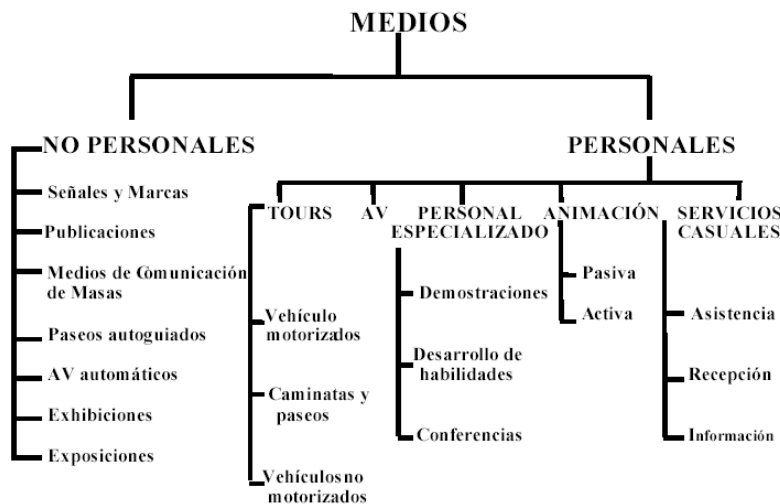 MEDIOS
NO PERSONALES
Señales y Marcas
Publicaciones
Medios de Comunicación
de Masas
Paseos autoguiados
AV automáticos
Exhibiciones
Exposiciones
PERSONALES
TOURS
Vehículo
motorizados
Caminatas y
paseos
Vehículos no
motorizados
AV
PERSONAL
ESPECIALIZADO
Demostraciones
Desarrollo de
habilidades
Conferencias
ANIMACIÓN
Pasiva
Activa
SERVICIOS
CASUALES
Asistencia
Recepción
Información